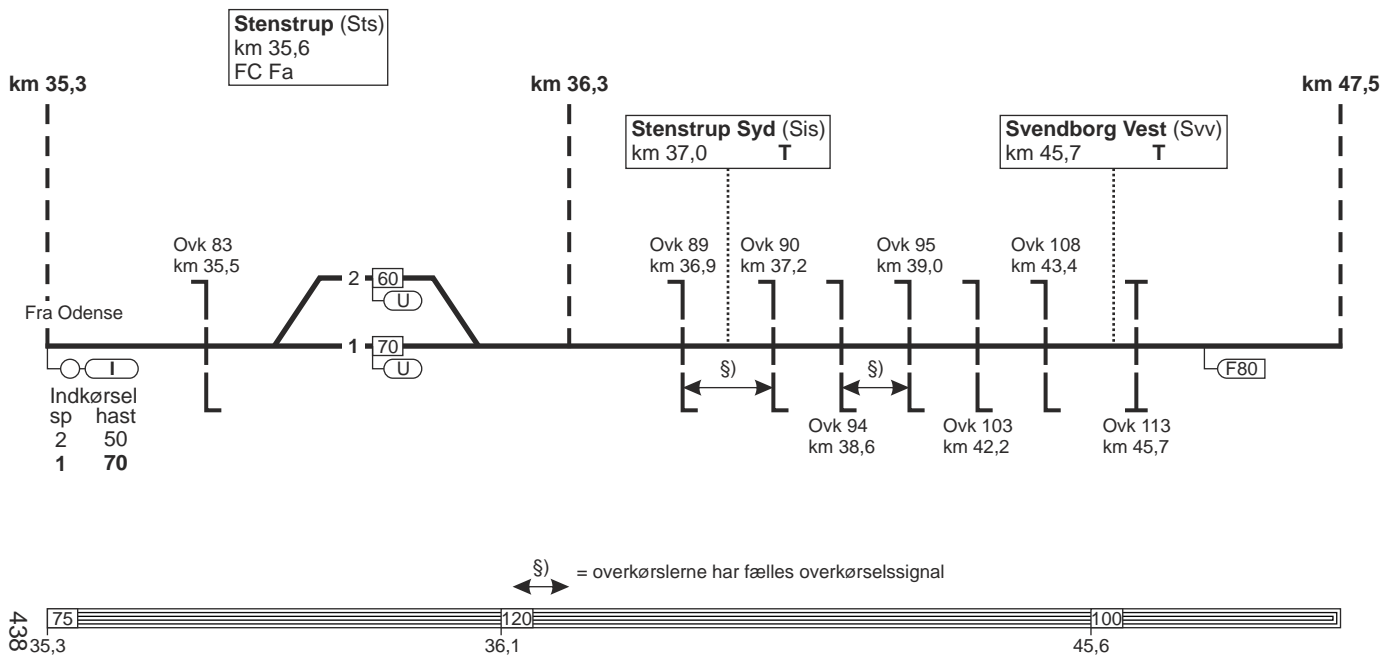 Stenstrup (Sts)
km 35,6
FC Fa
km 35,3
km 36,3
km 47,5
Stenstrup Syd (Sis)
km 37,0 T
Svendborg Vest (Svv)
km 45,7 T
Ovk 83
km 35,5
Ovk 89
km 36,9
Ovk 90
km 37,2
Ovk 95
km 39,0
Ovk 108
km 43,4
2 60
U
Fra Odense
1 70
U
I
F80
§)
§)
Indkørsel
sp hast
2 50
1 70
Ovk 94
km 38,6
Ovk 103
km 42,2
Ovk 113
km 45,7
§) = overkørslerne har fælles overkørselssignal
75 120 100
35,3 36,1 45,6
438